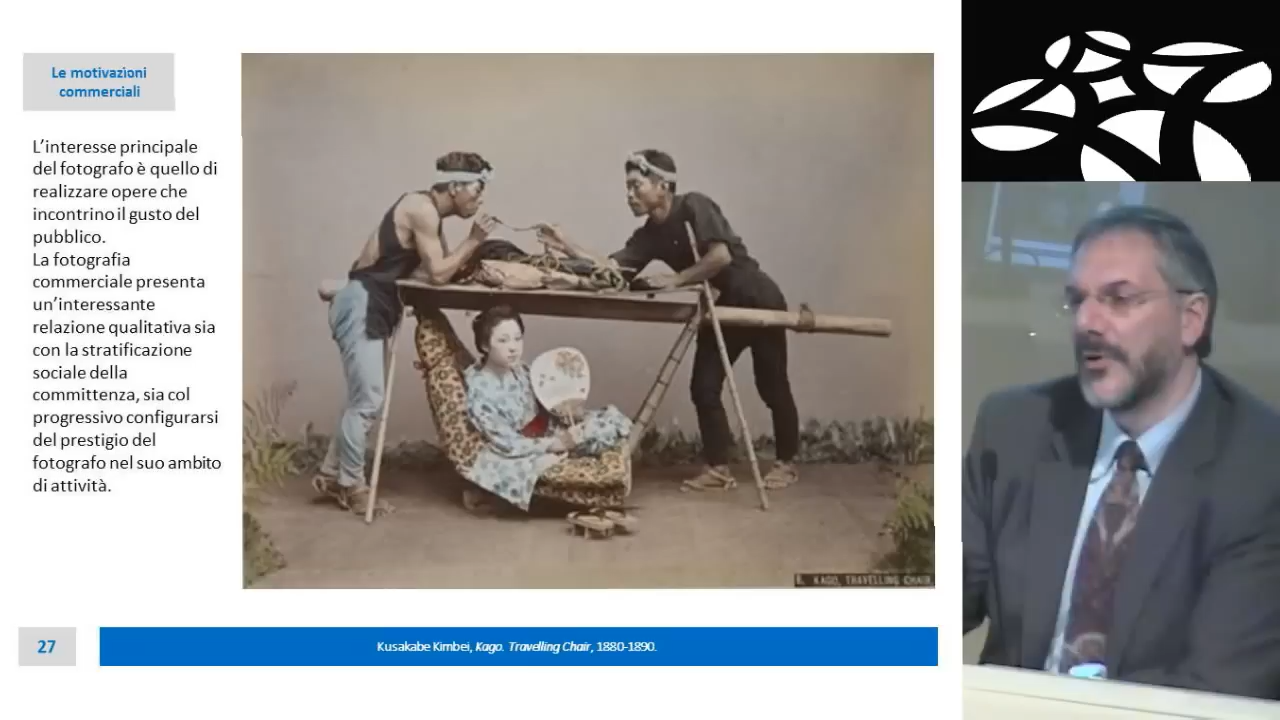 Le motivazioni
commerciali
L'interesse principale
del fotografo è quello di
realizzare opere che
incontrino il gusto del
pubblico.
La fotografia
commerciale presenta
un'interessante
relazione qualitativa sia
con la stratificazione
sociale della
committenza, sia col
progressivo configurarsi
del prestigio del
fotografo nel suo ambito
di attività.
8. KAGO, TRAVELLING CHAIR
27
Kusakabe Kimbei, Kago. Travelling Chair, 1880-1890.